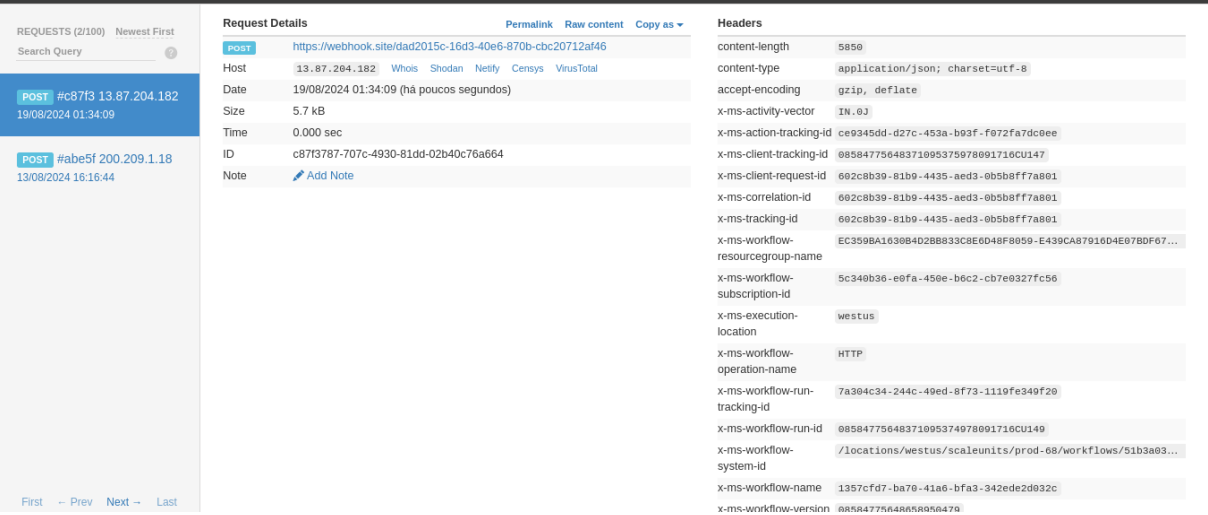 REQUESTS (2/100) Newest First
Search Query ?
POST #c87f3 13.87.204.182
19/08/2024 01:34:09
POST #abe5f 200.209.1.18
13/08/2024 16:16:44
First ← Prev Next → Last
Request Details Permalink Raw content Copy as
POST https://webhook.site/dad2015c-16d3-40e6-870b-cbc20712af46
Host 13.87.204.182 Whois Shodan Netify Censys VirusTotal
Date 19/08/2024 01:34:09 (há poucos segundos)
Size 5.7 kB
Time 0.000 sec
ID c87f3787-707c-4930-81dd-02b40c76a664
Note Add Note
Headers
content-length 5850
content-type application/json; charset=utf-8
accept-encoding gzip, deflate
x-ms-activity-vector IN.0J
x-ms-action-tracking-id ce9345dd-d27c-453a-b93f-f072fa7dc0ee
x-ms-client-tracking-id 08584775648371095375978091716CU147
x-ms-client-request-id 602c8b39-81b9-4435-aed3-0b5b8ff7a801
x-ms-correlation-id 602c8b39-81b9-4435-aed3-0b5b8ff7a801
x-ms-tracking-id 602c8b39-81b9-4435-aed3-0b5b8ff7a801
x-ms-workflow- EC359BA1630B4D2BB833C8E6D48F8059-E439CA87916D4E07BDF67...
resourcegroup-name
x-ms-workflow- 5c340b36-e0fa-450e-b6c2-cb7e0327fc56
subscription-id
x-ms-execution- westus
location
x-ms-workflow- HTTP
operation-name
x-ms-workflow-run- 7a304c34-244c-49ed-8f73-1119fe349f20
tracking-id
x-ms-workflow-run-id 08584775648371095374978091716CU149
x-ms-workflow- /locations/westus/scaleunits/prod-68/workflows/51b3a03...
system-id
x-ms-workflow-name 1357cfd7-ba70-41a6-bfa3-342ede2d032c
x-ms-workflow-version 08584775648658950479